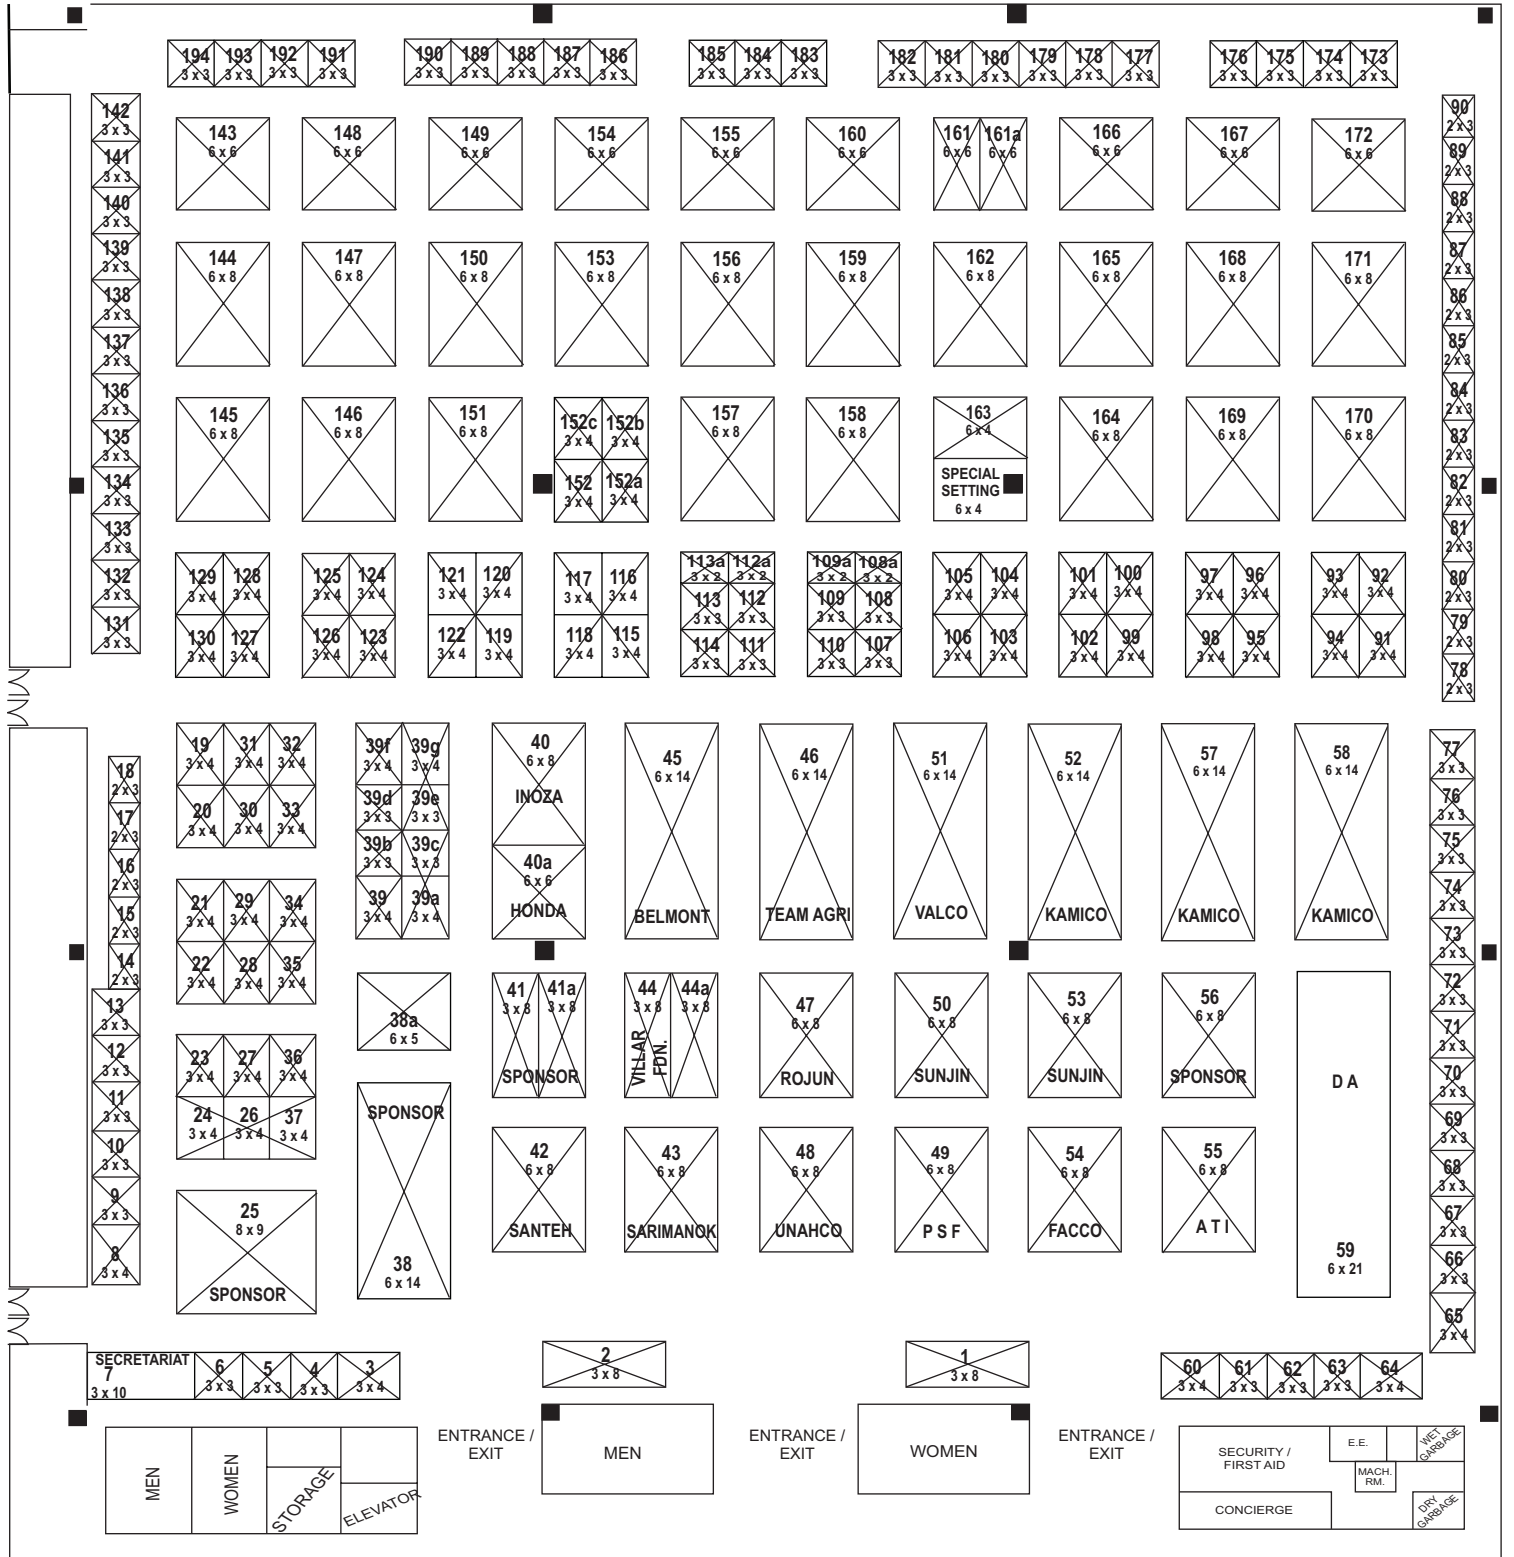 194 193 192 191 190 189 188 187 186 185 184 183 182 181 180 179 178 177 176 175 174 173
3 x 3 3 x 3 3 x 3 3 x 3 3 x 3 3 x 3 3 x 3 3 x 3 3 x 3 3 x 3 3 x 3 3 x 3 3 x 3 3 x 3 3 x 3 3 x 3 3 x 3 3 x 3 3 x 3 3 x 3 3 x 3 3 x 3
142
3 x 3
141
3 x 3
140
3 x 3
139
3 x 3
138
3 x 3
137
3 x 3
136
3 x 3
135
3 x 3
134
3 x 3
133
3 x 3
132
3 x 3
131
3 x 3
143 148 149 154 155 160 161 161a 166 167 172
6 x 6 6 x 6 6 x 6 6 x 6 6 x 6 6 x 6 6 x 6 6 x 6 6 x 6 6 x 6 6 x 6
144 147 150 153 156 159 162 165 168 171
6 x 8 6 x 8 6 x 8 6 x 8 6 x 8 6 x 8 6 x 8 6 x 8 6 x 8 6 x 8
145 146 151 152c 152b 157 158 163 164 169 170
6 x 8 6 x 8 6 x 8 3 x 4 3 x 4 6 x 8 6 x 8 6 x 4 6 x 8 6 x 8 6 x 8
152 152a
3 x 4 3 x 4
SPECIAL
SETTING
6 x 4
90
2 x 3
89
2 x 3
88
2 x 3
87
2 x 3
86
2 x 3
85
2 x 3
84
2 x 3
83
2 x 3
82
2 x 3
81
2 x 3
80
2 x 3
79
2 x 3
78
2 x 3
129 128 125 124 121 120 117 116 113a 112a 109a 108a 105 104 101 100 97 96 93 92
3 x 4 3 x 4 3 x 4 3 x 4 3 x 4 3 x 4 3 x 4 3 x 4 3 x 2 3 x 2 3 x 2 3 x 2 3 x 4 3 x 4 3 x 4 3 x 4 3 x 4 3 x 4 3 x 4 3 x 4
113 112 109 108
3 x 3 3 x 3 3 x 3 3 x 3
130 127 126 123 122 119 118 115 114 111 110 107 106 103 102 99 98 95 94 91
3 x 4 3 x 4 3 x 4 3 x 4 3 x 4 3 x 4 3 x 4 3 x 4 3 x 3 3 x 3 3 x 3 3 x 3 3 x 4 3 x 4 3 x 4 3 x 4 3 x 4 3 x 4 3 x 4 3 x 4
18
2 x 3
17
2 x 3
16
2 x 3
15
2 x 3
14
2 x 3
13
3 x 3
12
3 x 3
11
3 x 3
10
3 x 3
9
3 x 3
8
3 x 4
19 31 32
3 x 4 3 x 4 3 x 4
20 30 33
3 x 4 3 x 4 3 x 4
21 29 34
3 x 4 3 x 4 3 x 4
22 28 35
3 x 4 3 x 4 3 x 4
23 27 36
3 x 4 3 x 4 3 x 4
24 26 37
3 x 4 3 x 4 3 x 4
25
8 x 9
SPONSOR
39f 39g
3 x 4 3 x 4
39d 39e
3 x 3 3 x 3
39b 39c
3 x 3 3 x 3
39 39a
3 x 4 3 x 4
38a
6 x 5
SPONSOR
38
6 x 14
40
6 x 8
INOZA
40a
6 x 6
HONDA
45
6 x 14
BELMONT
46
6 x 14
TEAM AGRI
51
6 x 14
VALCO
52
6 x 14
KAMICO
57
6 x 14
KAMICO
58
6 x 14
KAMICO
41 41a
3 x 8 3 x 8
SPONSOR
44 44a
3 x 8 3 x 8
VILLAR
FDN.
47
6 x 8
ROJUN
50
6 x 8
SUNJIN
53
6 x 8
SUNJIN
56
6 x 8
SPONSOR
D A
59
6 x 21
42
6 x 8
SANTEH
43
6 x 8
SARIMANOK
48
6 x 8
UNAHCO
49
6 x 8
P S F
54
6 x 8
FACCO
55
6 x 8
A T I
77
3 x 3
76
3 x 3
75
3 x 3
74
3 x 3
73
3 x 3
72
3 x 3
71
3 x 3
70
3 x 3
69
3 x 3
68
3 x 3
67
3 x 3
66
3 x 3
65
3 x 4
SECRETARIAT
7
3 x 10
6 5 4 3
3 x 3 3 x 3 3 x 3 3 x 4
2
3 x 8
1
3 x 8
60 61 62 63 64
3 x 4 3 x 3 3 x 3 3 x 3 3 x 4
MEN
WOMEN
STORAGE
ELEVATOR
ENTRANCE /
EXIT
MEN
ENTRANCE /
EXIT
WOMEN
ENTRANCE /
EXIT
SECURITY /
FIRST AID
E.E.
WET
GARBAGE
MACH.
RM.
CONCIERGE
DRY
GARBAGE